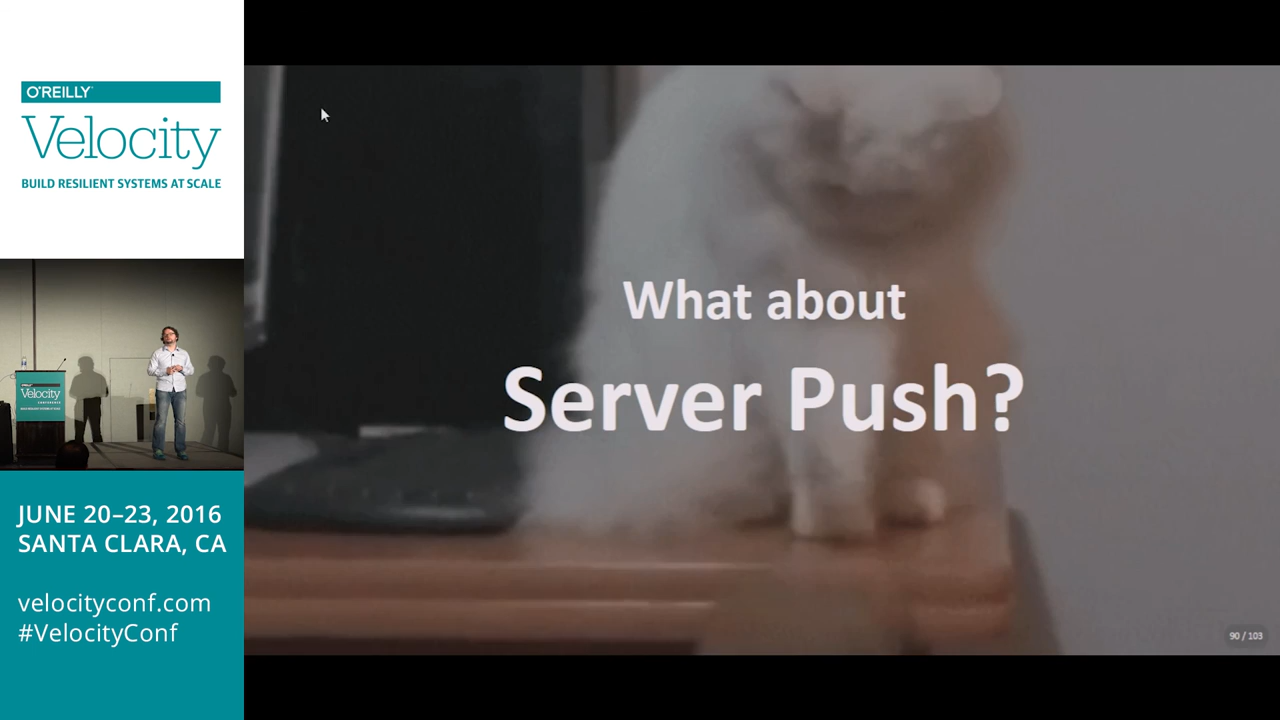 O'REILLY
Velocity
BUILD RESILIENT SYSTEMS AT SCALE
What about
Server Push?
Velocity
JUNE 20–23, 2016
SANTA CLARA, CA
velocityconf.com
#VelocityConf
90 / 103